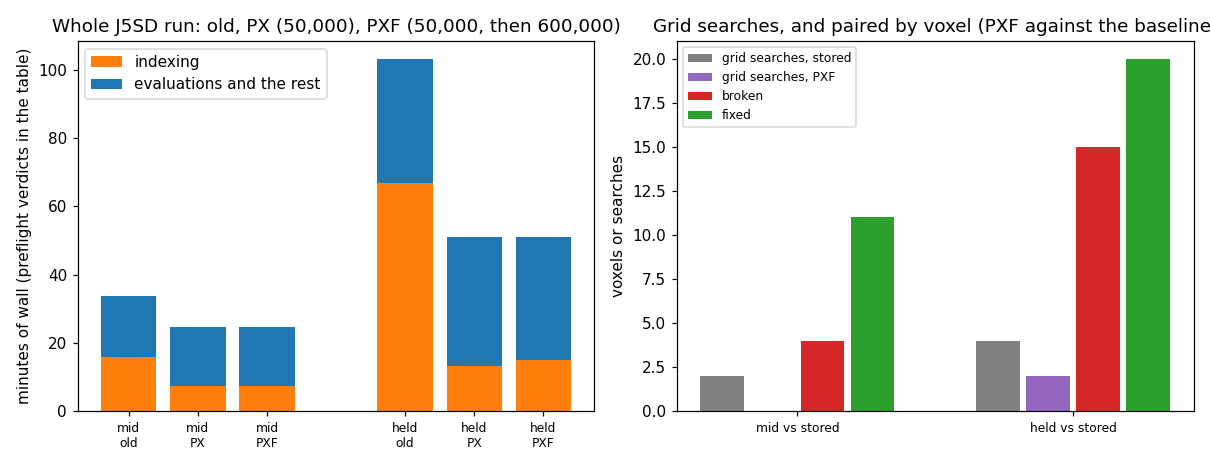 Whole J5SD run: old, PX (50,000), PXF (50,000, then 600,000)
minutes of wall (preflight verdicts in the table)
100
80
60
40
20
0
indexing
evaluations and the rest
mid
old
mid
PX
mid
PXF
held
old
held
PX
held
PXF
Grid searches, and paired by voxel (PXF against the baseline
voxels or searches
20.0
17.5
15.0
12.5
10.0
7.5
5.0
2.5
0.0
grid searches, stored
grid searches, PXF
broken
fixed
mid vs stored
held vs stored